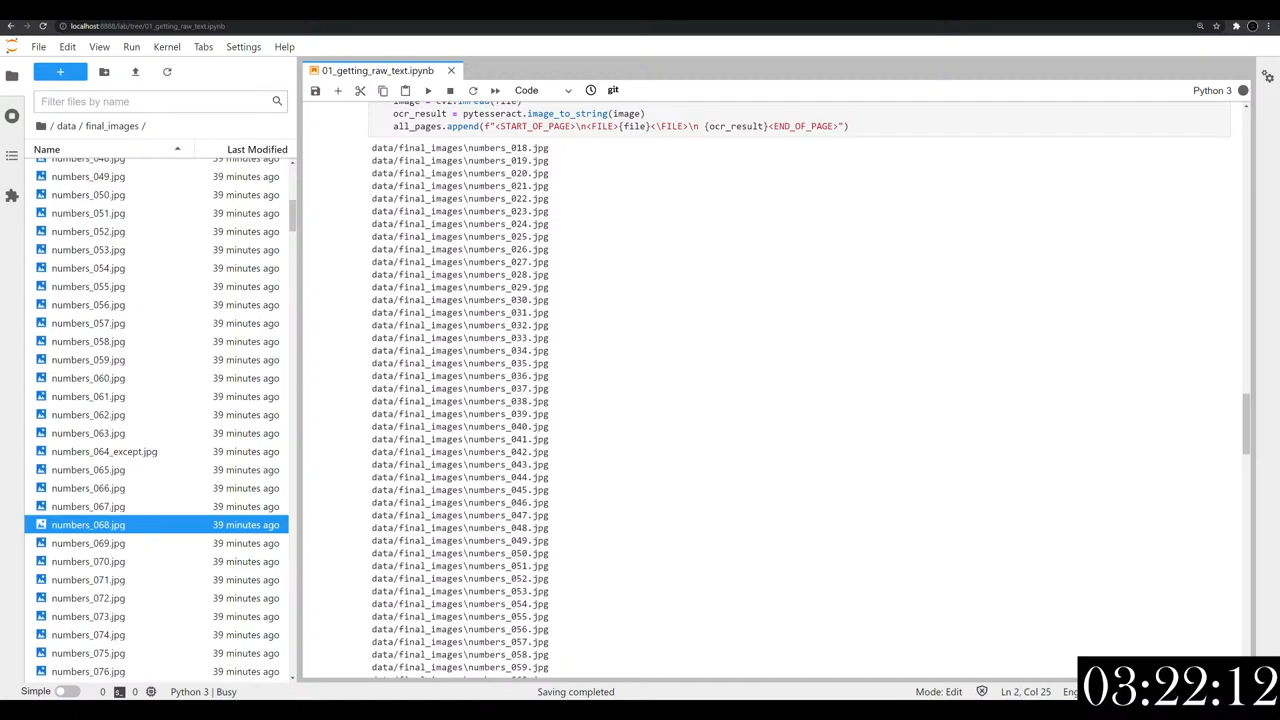 localhost:8888/lab/tree/01_getting_raw_text.ipynb
File Edit View Run Kernel Tabs Settings Help
+
Filter files by name
/ data / final_images /
Name Last Modified
numbers_048.jpg 39 minutes ago
numbers_049.jpg 39 minutes ago
numbers_050.jpg 39 minutes ago
numbers_051.jpg 39 minutes ago
numbers_052.jpg 39 minutes ago
numbers_053.jpg 39 minutes ago
numbers_054.jpg 39 minutes ago
numbers_055.jpg 39 minutes ago
numbers_056.jpg 39 minutes ago
numbers_057.jpg 39 minutes ago
numbers_058.jpg 39 minutes ago
numbers_059.jpg 39 minutes ago
numbers_060.jpg 39 minutes ago
numbers_061.jpg 39 minutes ago
numbers_062.jpg 39 minutes ago
numbers_063.jpg 39 minutes ago
numbers_064_except.jpg 39 minutes ago
numbers_065.jpg 39 minutes ago
numbers_066.jpg 39 minutes ago
numbers_067.jpg 39 minutes ago
numbers_068.jpg 39 minutes ago
numbers_069.jpg 39 minutes ago
numbers_070.jpg 39 minutes ago
numbers_071.jpg 39 minutes ago
numbers_072.jpg 39 minutes ago
numbers_073.jpg 39 minutes ago
numbers_074.jpg 39 minutes ago
numbers_075.jpg 39 minutes ago
numbers_076.jpg 39 minutes ago
01_getting_raw_text.ipynb
Code git Python 3
image = cv2.imread(file)
ocr_result = pytesseract.image_to_string(image)
all_pages.append(f"<START_OF_PAGE>\n<FILE>{file}<\FILE>\n {ocr_result}<END_OF_PAGE>")
data/final_images\numbers_018.jpg
data/final_images\numbers_019.jpg
data/final_images\numbers_020.jpg
data/final_images\numbers_021.jpg
data/final_images\numbers_022.jpg
data/final_images\numbers_023.jpg
data/final_images\numbers_024.jpg
data/final_images\numbers_025.jpg
data/final_images\numbers_026.jpg
data/final_images\numbers_027.jpg
data/final_images\numbers_028.jpg
data/final_images\numbers_029.jpg
data/final_images\numbers_030.jpg
data/final_images\numbers_031.jpg
data/final_images\numbers_032.jpg
data/final_images\numbers_033.jpg
data/final_images\numbers_034.jpg
data/final_images\numbers_035.jpg
data/final_images\numbers_036.jpg
data/final_images\numbers_037.jpg
data/final_images\numbers_038.jpg
data/final_images\numbers_039.jpg
data/final_images\numbers_040.jpg
data/final_images\numbers_041.jpg
data/final_images\numbers_042.jpg
data/final_images\numbers_043.jpg
data/final_images\numbers_044.jpg
data/final_images\numbers_045.jpg
data/final_images\numbers_046.jpg
data/final_images\numbers_047.jpg
data/final_images\numbers_048.jpg
data/final_images\numbers_049.jpg
data/final_images\numbers_050.jpg
data/final_images\numbers_051.jpg
data/final_images\numbers_052.jpg
data/final_images\numbers_053.jpg
data/final_images\numbers_054.jpg
data/final_images\numbers_055.jpg
data/final_images\numbers_056.jpg
data/final_images\numbers_057.jpg
data/final_images\numbers_058.jpg
data/final_images\numbers_059.jpg
Simple 0 0 Python 3 | Busy Saving completed Mode: Edit Ln 2, Col 25
03:22:12